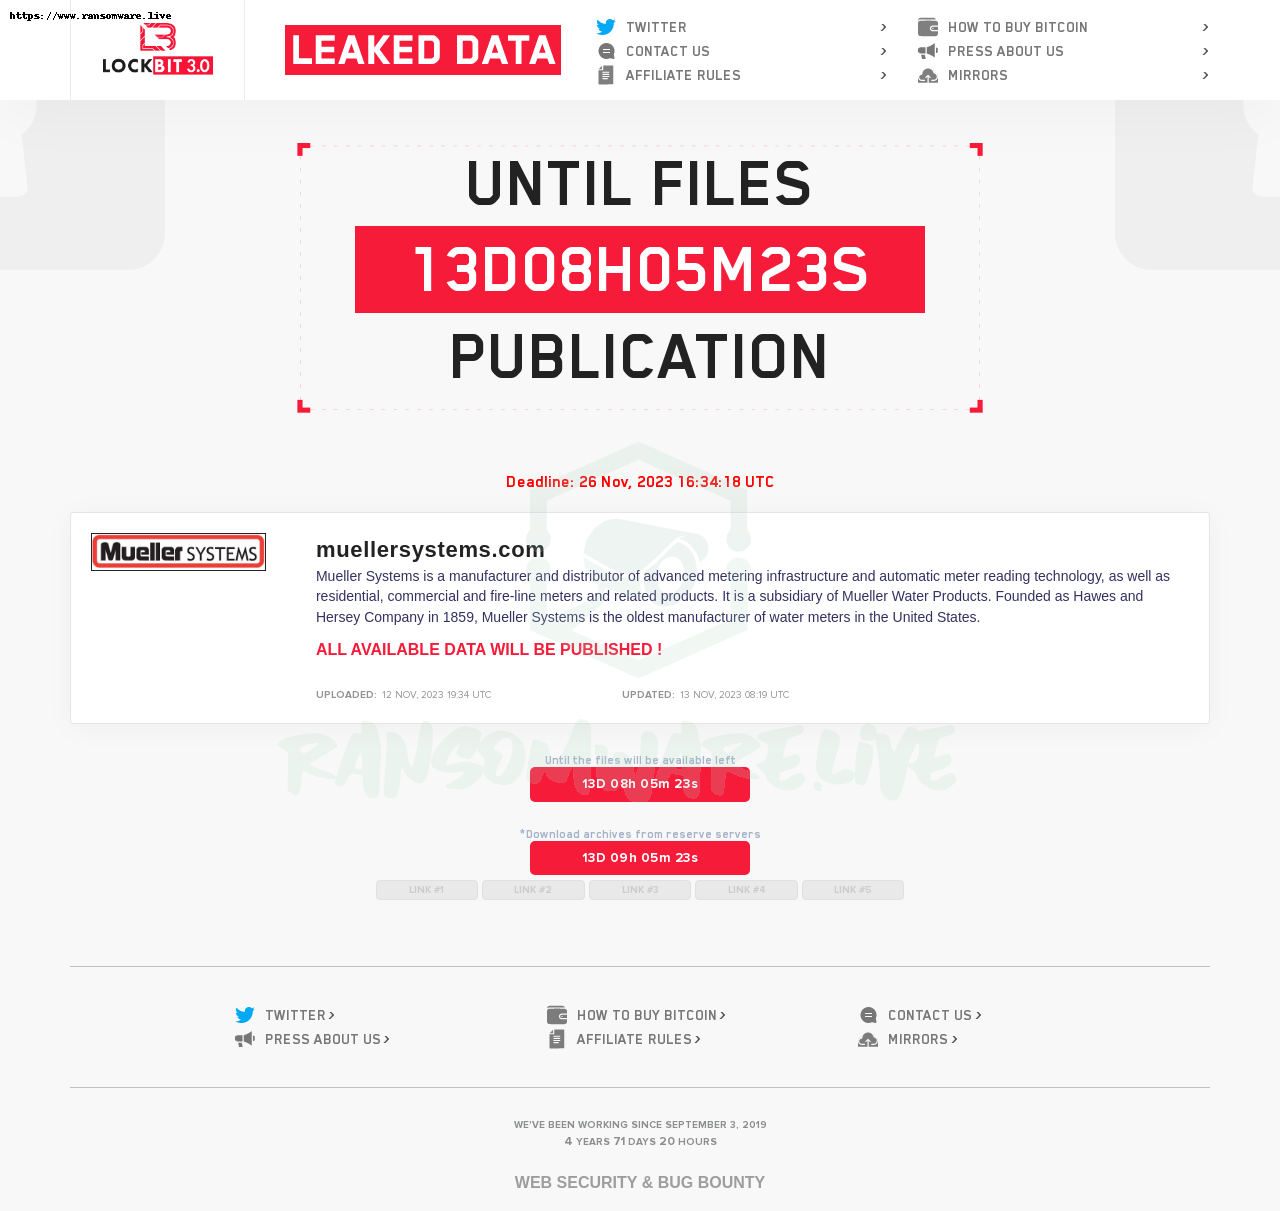 https://www.ransomware.live
LOCKBIT 3.0
LEAKED DATA
TWITTER
CONTACT US
AFFILIATE RULES
HOW TO BUY BITCOIN
PRESS ABOUT US
MIRRORS
UNTIL FILES
13D08H05M23S
PUBLICATION
Deadline: 26 Nov, 2023 16:34:18 UTC
Mueller SYSTEMS
muellersystems.com
Mueller Systems is a manufacturer and distributor of advanced metering infrastructure and automatic meter reading technology, as well as
residential, commercial and fire-line meters and related products. It is a subsidiary of Mueller Water Products. Founded as Hawes and
Hersey Company in 1859, Mueller Systems is the oldest manufacturer of water meters in the United States.
ALL AVAILABLE DATA WILL BE PUBLISHED !
UPLOADED: 12 NOV, 2023 19:34 UTC
UPDATED: 13 NOV, 2023 08:19 UTC
RANSOMWARE.LIVE
Until the files will be available left
13D 08h 05m 23s
*Download archives from reserve servers
13D 09h 05m 23s
LINK #1
LINK #2
LINK #3
LINK #4
LINK #5
TWITTER
HOW TO BUY BITCOIN
CONTACT US
PRESS ABOUT US
AFFILIATE RULES
MIRRORS
WE'VE BEEN WORKING SINCE SEPTEMBER 3, 2019
4 YEARS 71 DAYS 20 HOURS
WEB SECURITY & BUG BOUNTY